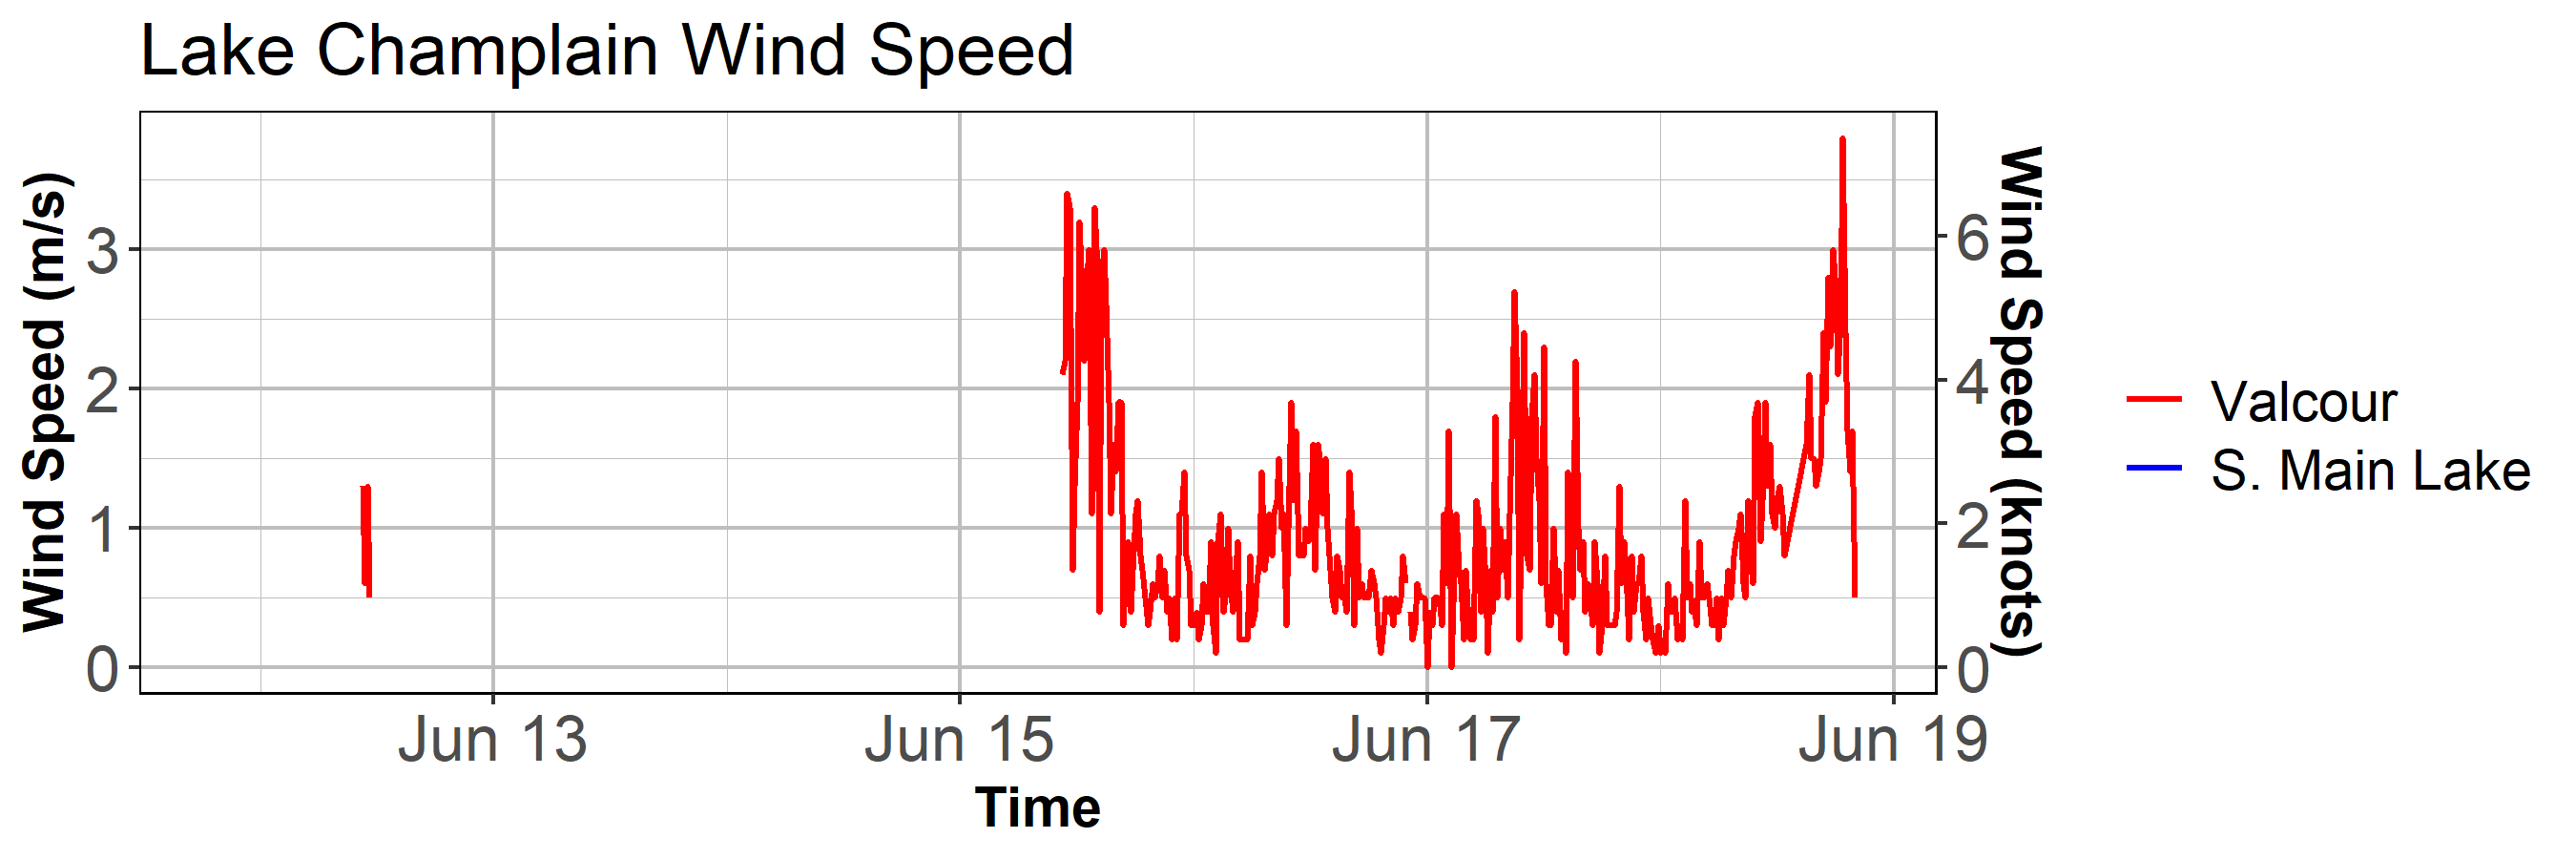 Lake Champlain Wind Speed
Wind Speed (m/s)
3
2
1
0
6
4
2
0
Wind Speed (knots)
Jun 13
Jun 15
Jun 17
Jun 19
Time
Valcour
S. Main Lake